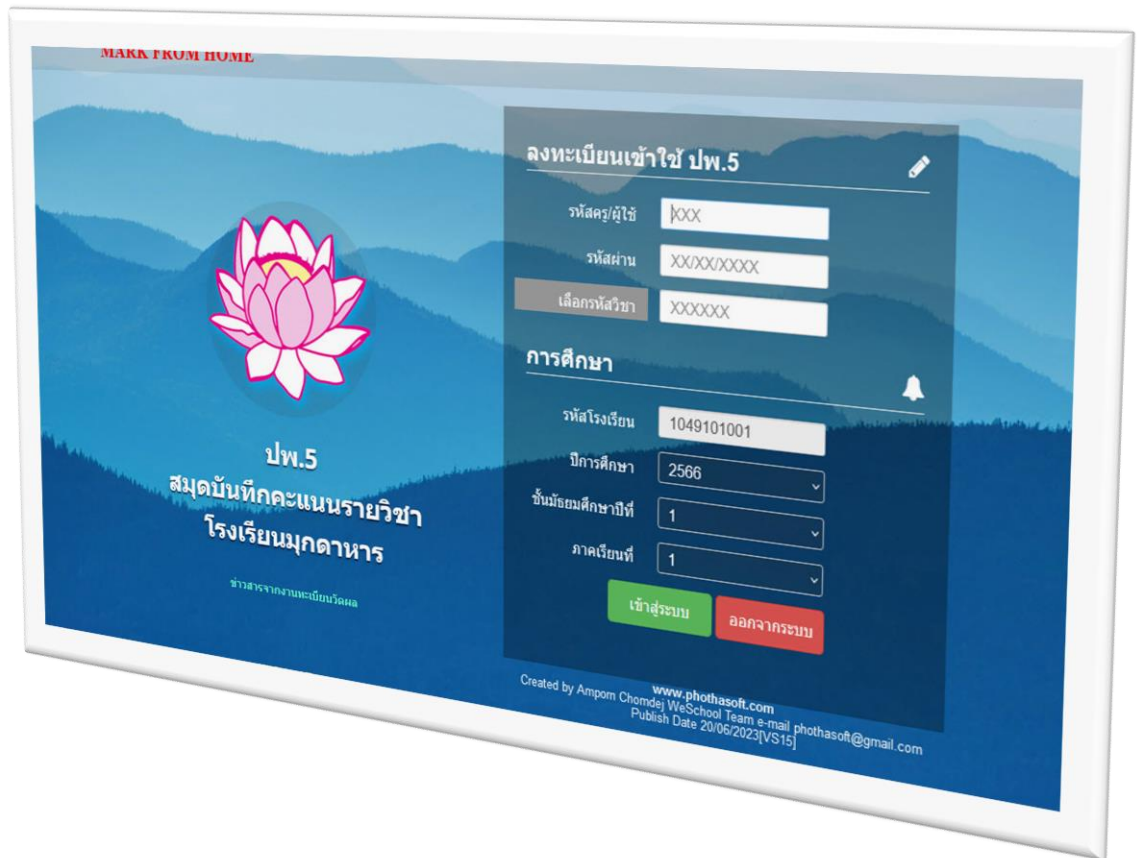 MARK FROM HOME
ลงทะเบียนเข้าใช้ ปพ.5
รหัสครู/ผู้ใช้ XXX
รหัสผ่าน XX/XX/XXXX
เลือกรหัสวิชา XXXXXX
การศึกษา
รหัสโรงเรียน 1049101001
ปีการศึกษา 2566
ชั้นมัธยมศึกษาปีที่ 1
ภาคเรียนที่ 1
เข้าสู่ระบบ ออกจากระบบ
ปพ.5
สมุดบันทึกคะแนนรายวิชา
โรงเรียนมุกดาหาร
ข่าวสารจากงานทะเบียนวัดผล
www.phothasoft.com
Created by Amporn Chomdej WeSchool Team e-mail phothasoft@gmail.com
Publish Date 20/06/2023[VS15]